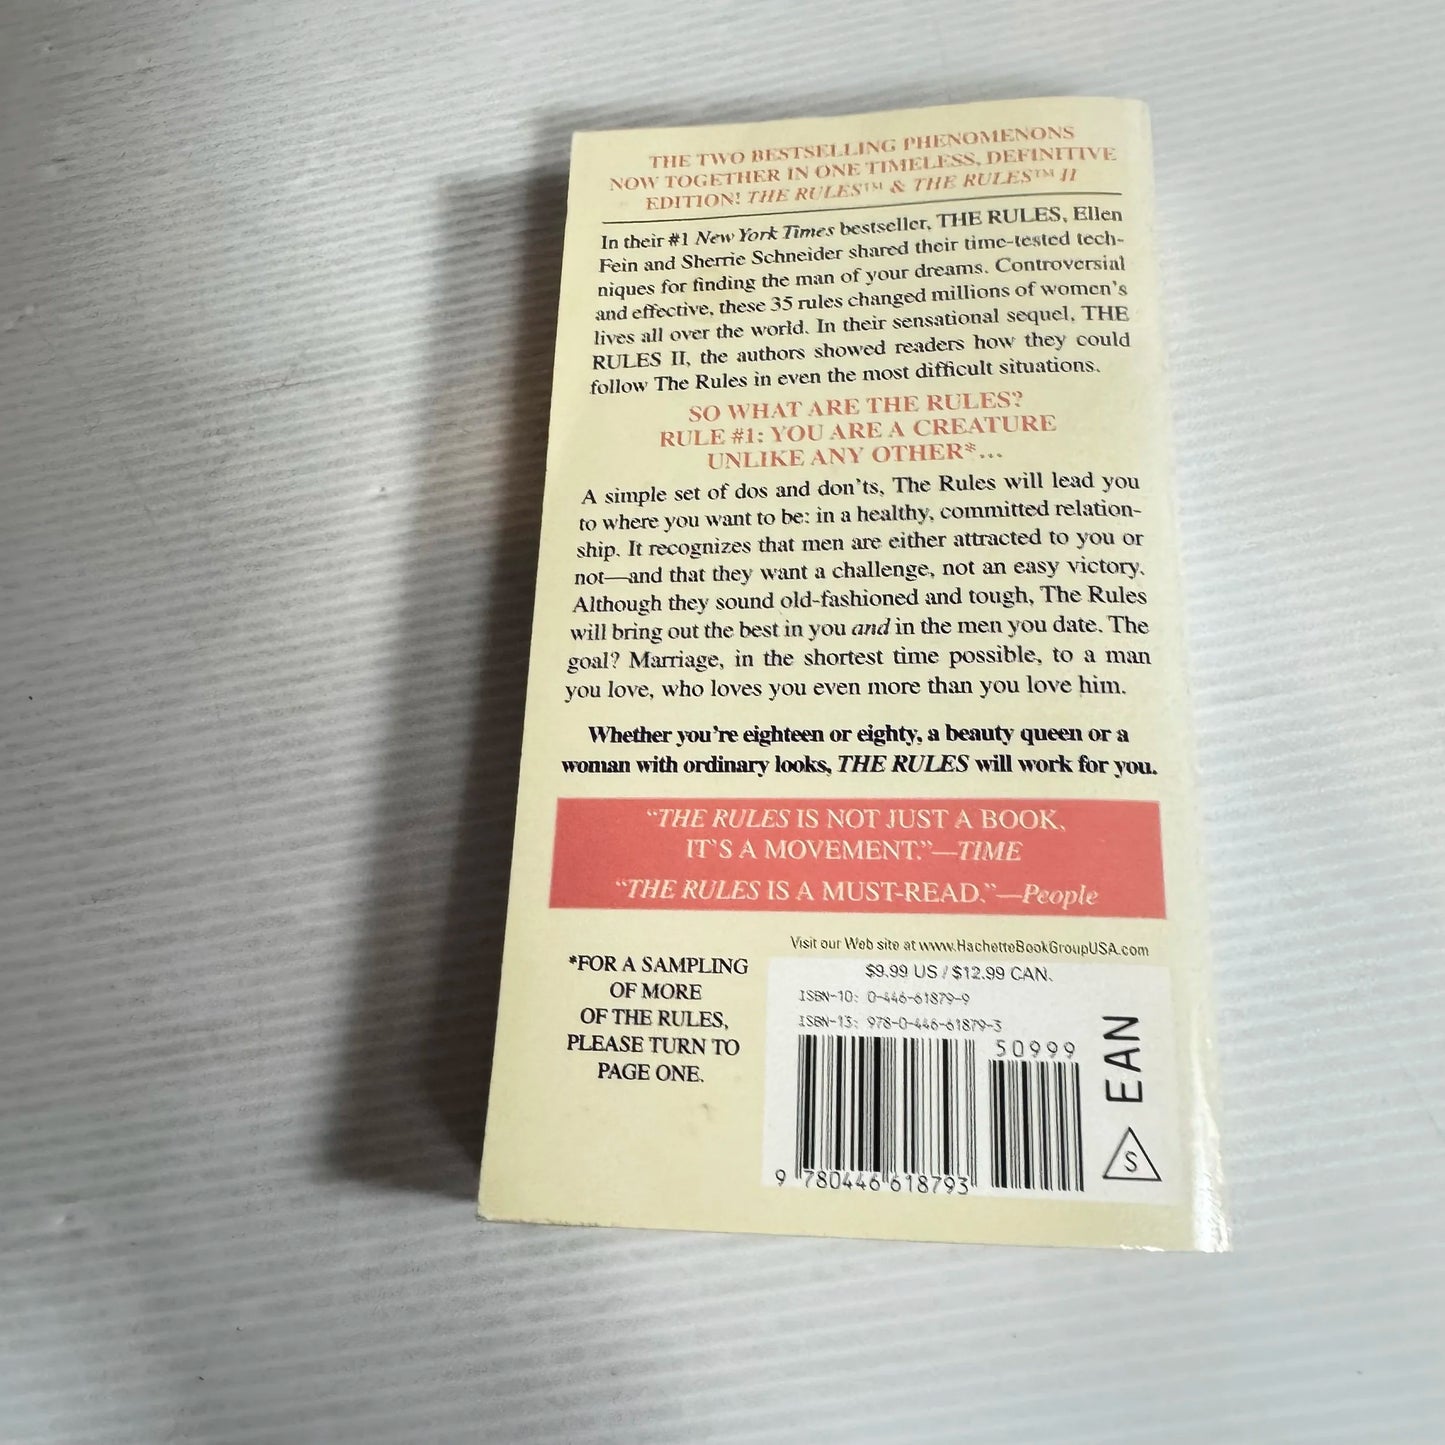 THE TWO BESTSELLING PHENOMENONS
NOW TOGETHER IN ONE TIMELESS, DEFINITIVE
EDITION! THE RULES™ & THE RULES™ II
In their #1 New York Times bestseller, THE RULES, Ellen
Fein and Sherrie Schneider shared their time-tested tech-
niques for finding the man of your dreams. Controversial
and effective, these 35 rules changed millions of women's
lives all over the world. In their sensational sequel, THE
RULES II, the authors showed readers how they could
follow The Rules in even the most difficult situations.
SO WHAT ARE THE RULES?
RULE #1: YOU ARE A CREATURE
UNLIKE ANY OTHER*...
A simple set of dos and don'ts, The Rules will lead you
to where you want to be: in a healthy, committed relation-
ship. It recognizes that men are either attracted to you or
not—and that they want a challenge, not an easy victory.
Although they sound old-fashioned and tough, The Rules
will bring out the best in you and in the men you date. The
goal? Marriage, in the shortest time possible, to a man
you love, who loves you even more than you love him.
Whether you're eighteen or eighty, a beauty queen or a
woman with ordinary looks, THE RULES will work for you.
"THE RULES IS NOT JUST A BOOK,
IT'S A MOVEMENT."—TIME
"THE RULES IS A MUST-READ."—People
*FOR A SAMPLING
OF MORE
OF THE RULES,
PLEASE TURN TO
PAGE ONE.
Visit our Web site at www.HachetteBookGroupUSA.com
$9.99 US / $12.99 CAN.
ISBN-10: 0-446-61879-9
ISBN-13: 978-0-446-61879-3
50999
9 780446 618793
EAN
S